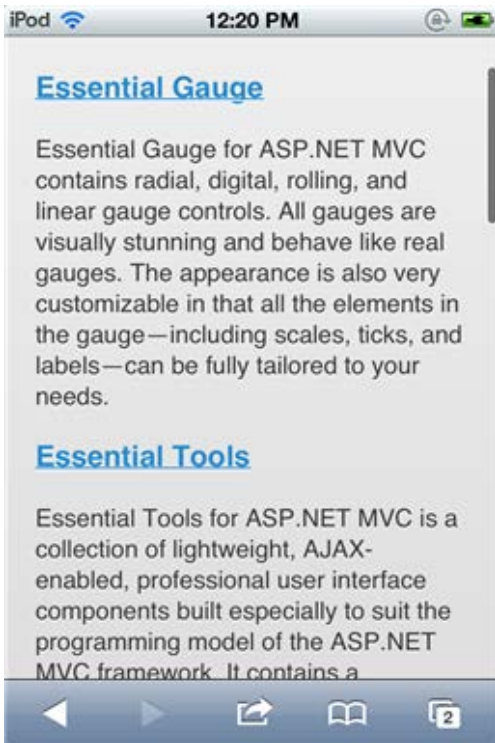 iPod 12:20 PM
Essential Gauge
Essential Gauge for ASP.NET MVC
contains radial, digital, rolling, and
linear gauge controls. All gauges are
visually stunning and behave like real
gauges. The appearance is also very
customizable in that all the elements in
the gauge—including scales, ticks, and
labels—can be fully tailored to your
needs.
Essential Tools
Essential Tools for ASP.NET MVC is a
collection of lightweight, AJAX-
enabled, professional user interface
components built especially to suit the
programming model of the ASP.NET
MVC framework. It contains a
2